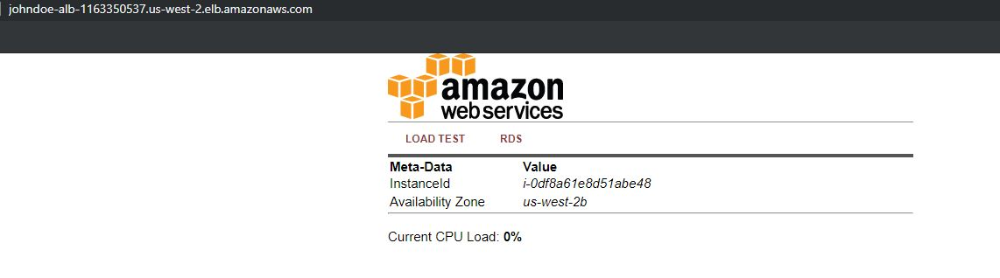 johndoe-alb-1163350537.us-west-2.elb.amazonaws.com
amazon
webservices
LOAD TEST RDS
Meta-Data Value
InstanceId i-0df8a61e8d51abe48
Availability Zone us-west-2b
Current CPU Load: 0%